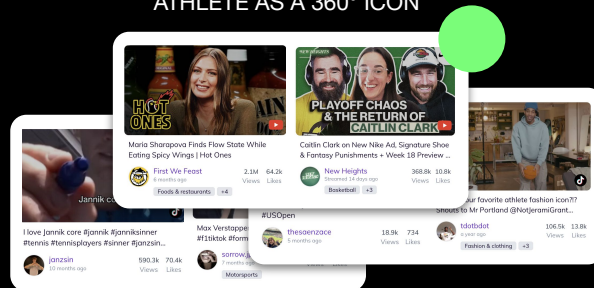 ATHLETE AS A 360° ICON
HOT
ONES
NEW HEIGHTS
PLAYOFF CHAOS
& THE RETURN OF
CAITLIN CLARK
Maria Sharapova Finds Flow State While
Eating Spicy Wings | Hot Ones
First We Feast
6 months ago
2.1M 64.2k
Views Likes
Foods & restaurants +4
Caitlin Clark on New Nike Ad, Signature Shoe
& Fantasy Punishments + Week 18 Preview ...
New Heights
Streamed 14 days ago
368.8k 10.8k
Views Likes
Basketball +3
Jannik co
I love Jannik core #jannik #janniksinner
#tennis #tennisplayers #sinner #janzsin...
janzsin
10 months ago
590.3k 70.4k
Views Likes
Max Verstapper
#f1tiktok #form
sorrow.j
7 months
Motorsports
#USOpen
thesaenzace
5 months ago
18.9k 734
Views Likes
our favorite athlete fashion icon?!?
Shouts to Mr Portland @NotJeramiGrant...
tdotbdot
a year ago
106.5k 13.8k
Views Likes
Fashion & clothing +3